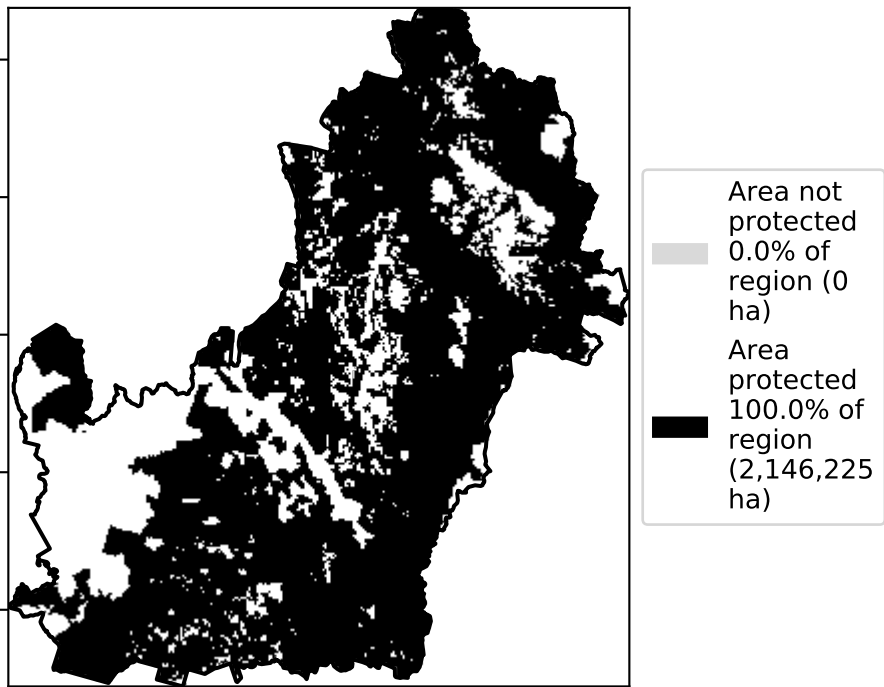 Area not
protected
0.0% of
region (0
ha)
Area
protected
100.0% of
region
(2,146,225
ha)